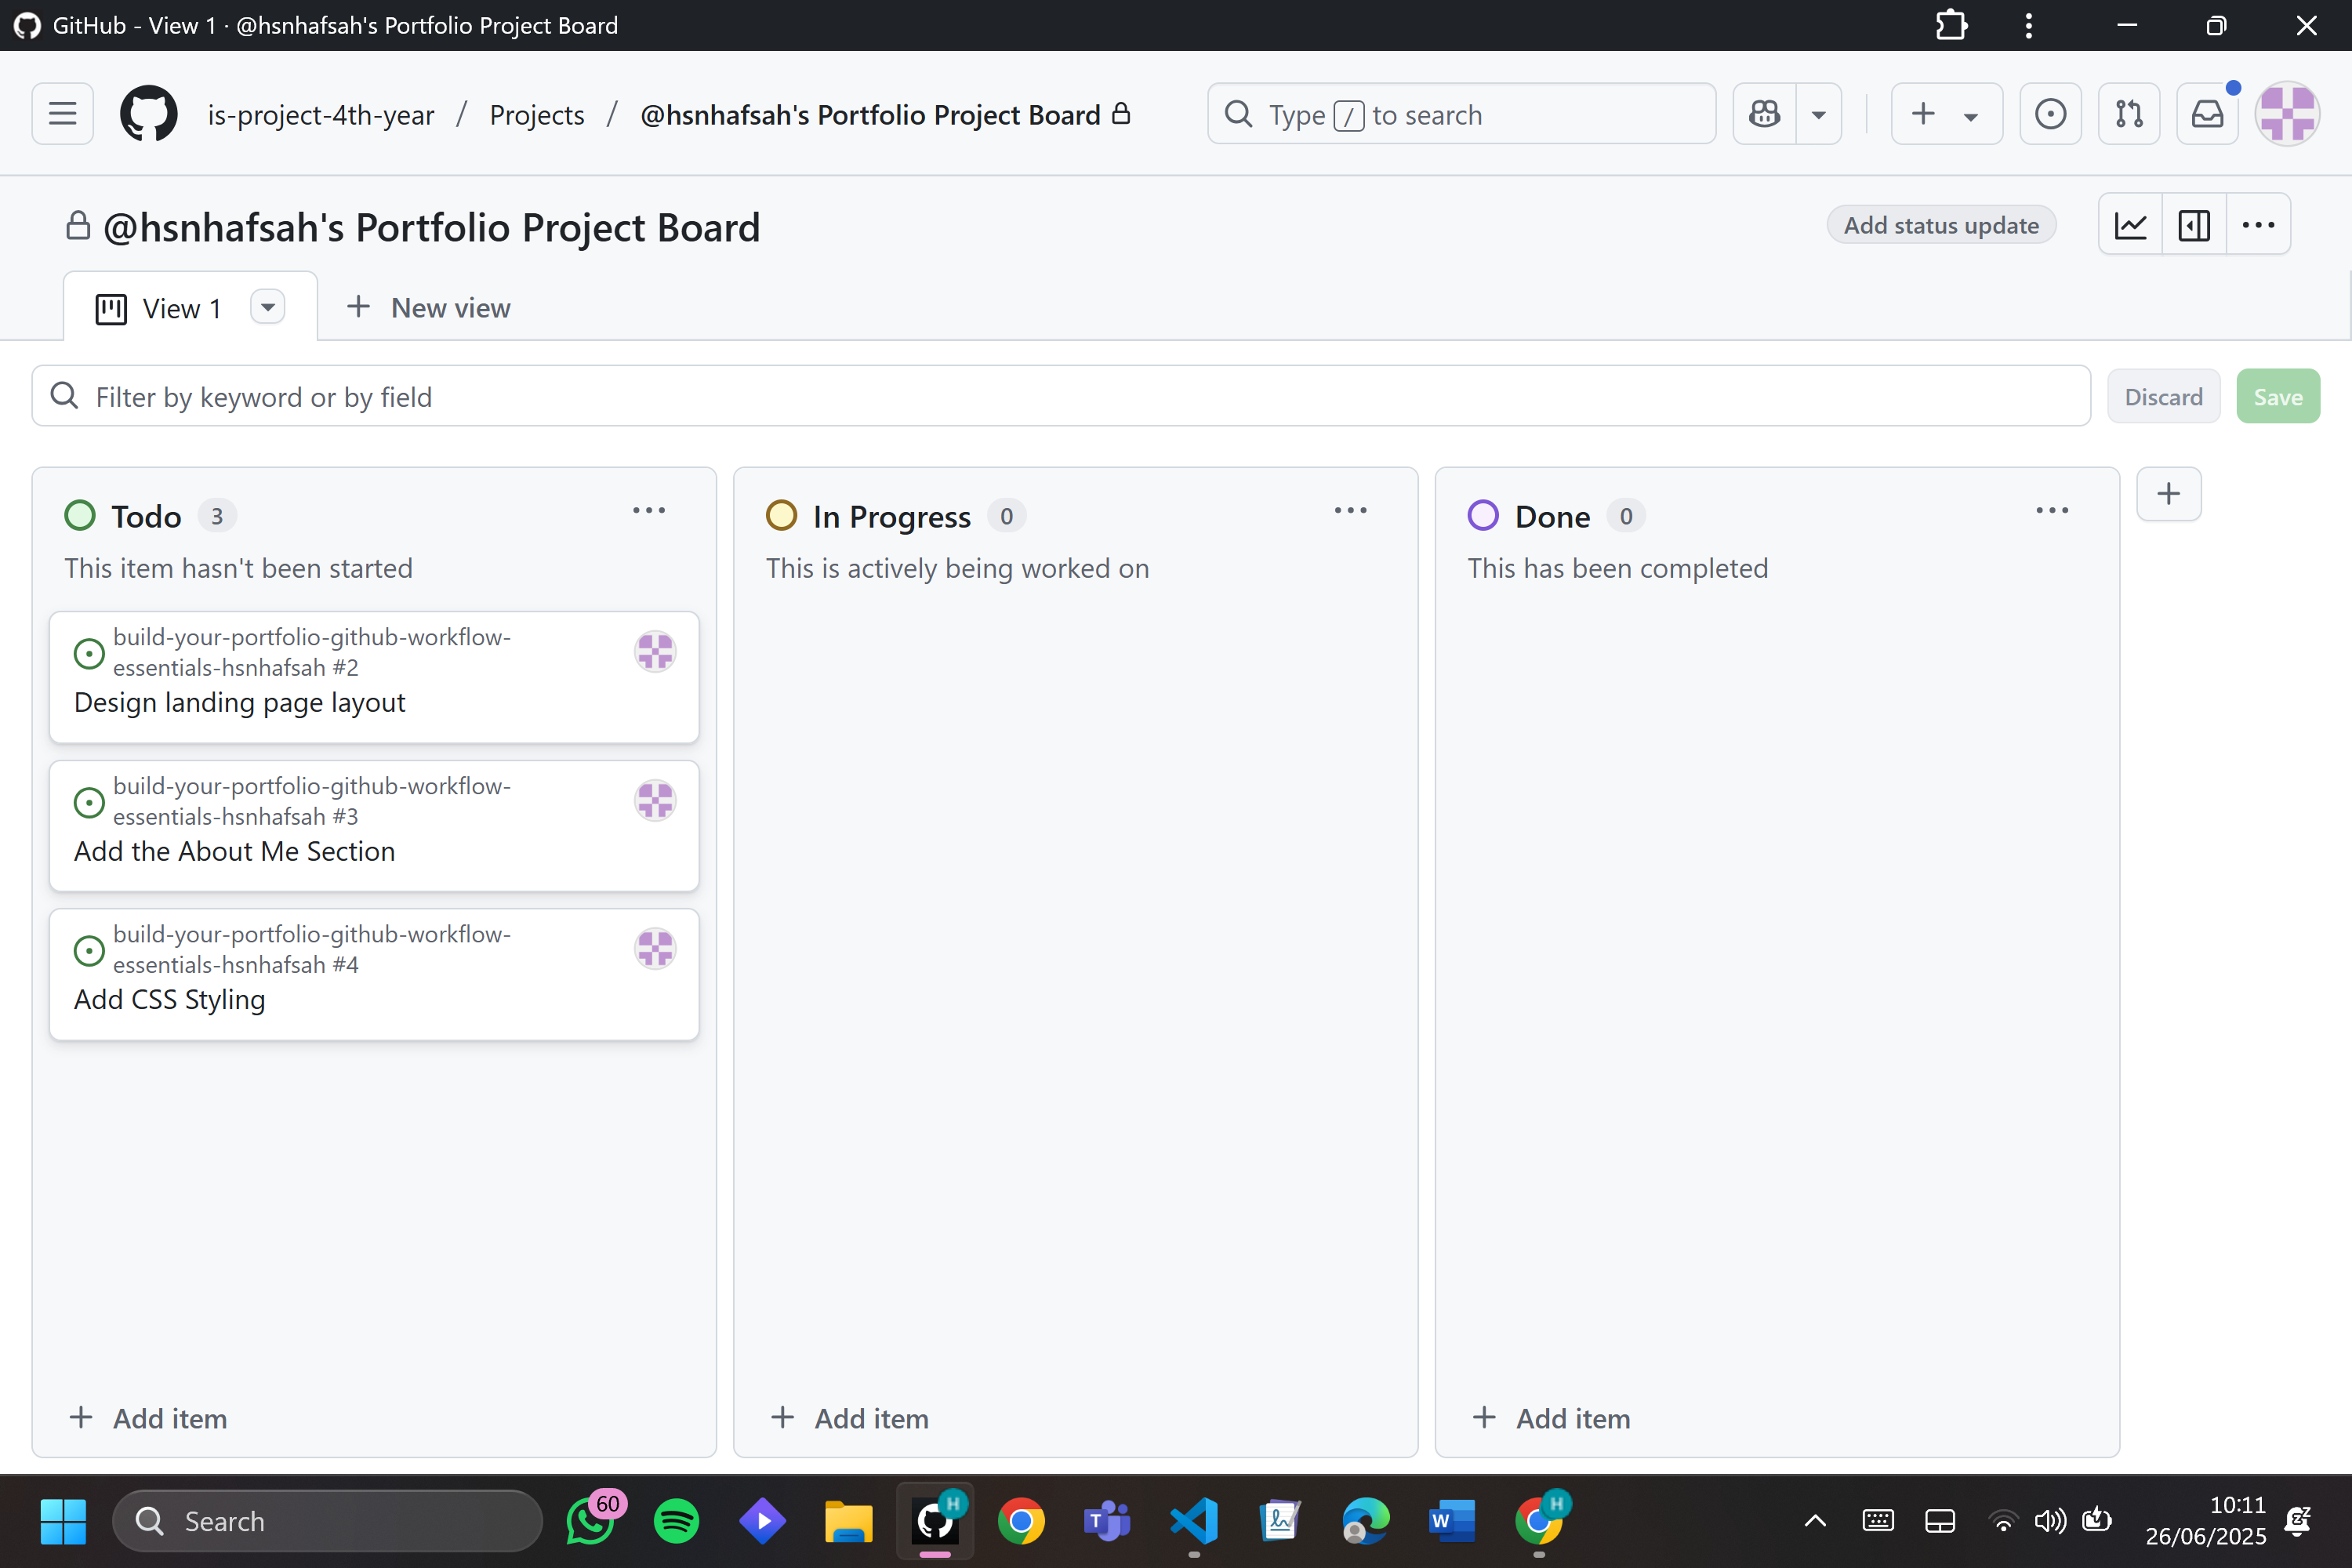 GitHub - View 1 · @hsnhafsah's Portfolio Project Board
is-project-4th-year / Projects / @hsnhafsah's Portfolio Project Board
Type / to search
@hsnhafsah's Portfolio Project Board
Add status update
View 1
New view
Filter by keyword or by field
Discard
Save
Todo 3
This item hasn't been started
build-your-portfolio-github-workflow-
essentials-hsnhafsah #2
Design landing page layout
build-your-portfolio-github-workflow-
essentials-hsnhafsah #3
Add the About Me Section
build-your-portfolio-github-workflow-
essentials-hsnhafsah #4
Add CSS Styling
+ Add item
In Progress 0
This is actively being worked on
+ Add item
Done 0
This has been completed
+ Add item
Search
60
H
T
W
H
10:11
26/06/2025